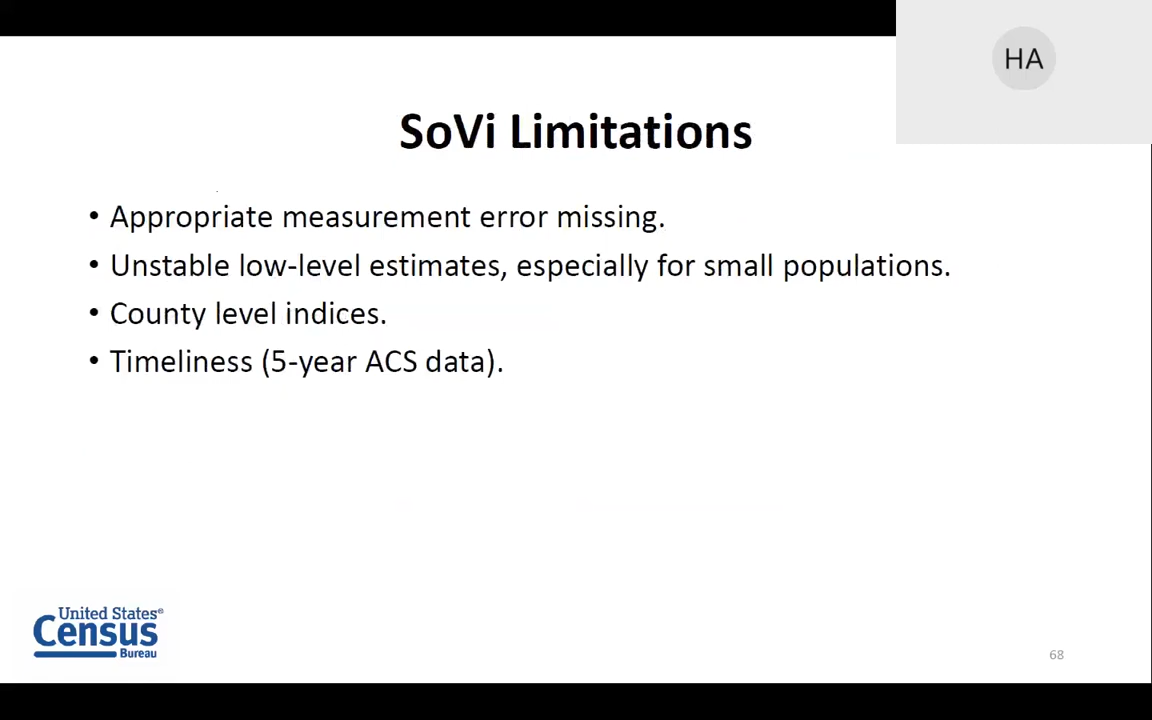 HA
SoVi Limitations
• Appropriate measurement error missing.
• Unstable low-level estimates, especially for small populations.
• County level indices.
• Timeliness (5-year ACS data).
United States®
Census
Bureau
68